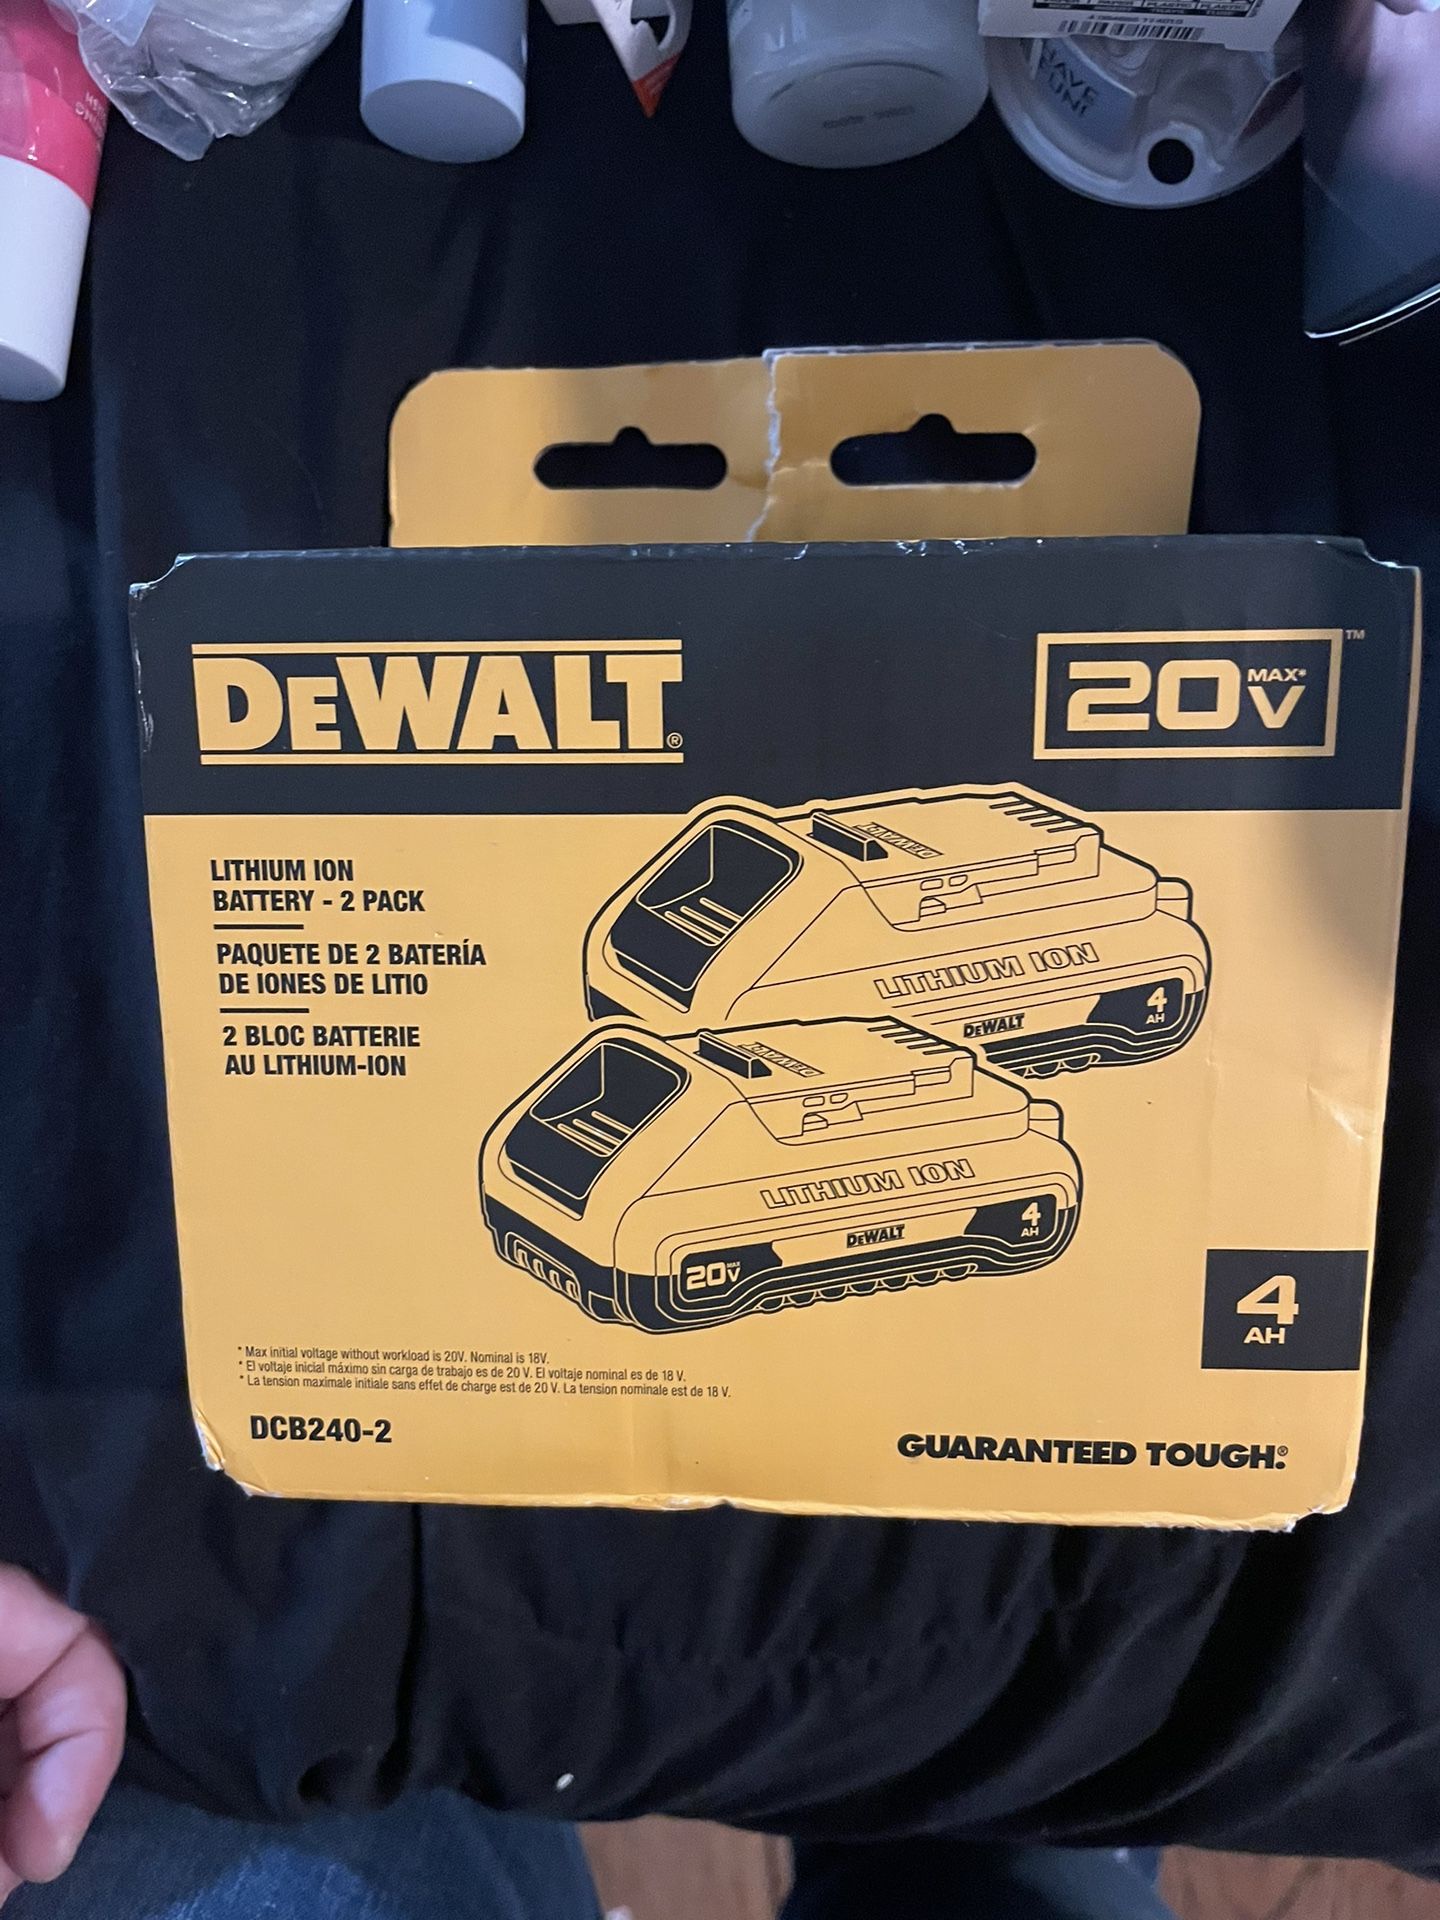 SAVE
DEWALT®
20V MAX*™
LITHIUM ION
BATTERY - 2 PACK
PAQUETE DE 2 BATERÍA
DE IONES DE LITIO
2 BLOC BATTERIE
AU LITHIUM-ION
DEWALT
LITHIUM ION
DEWALT
4
AH
DEWALT
LITHIUM ION
20V MAX
DEWALT
4
AH
4
AH
* Max initial voltage without workload is 20V. Nominal is 18V.
* El voltaje inicial máximo sin carga de trabajo es de 20 V. El voltaje nominal es de 18 V.
* La tension maximale initiale sans effet de charge est de 20 V. La tension nominale est de 18 V.
DCB240-2
GUARANTEED TOUGH.®